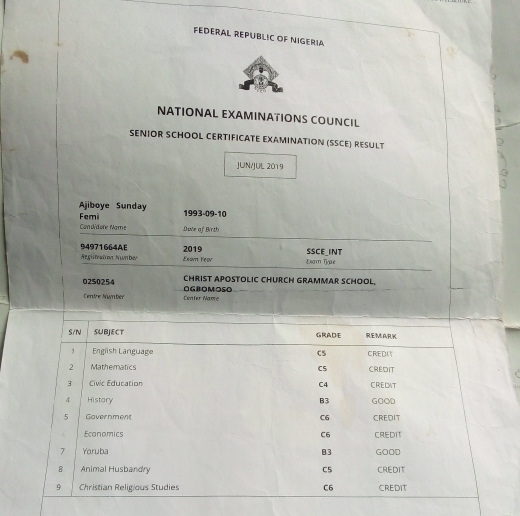 FEDERAL REPUBLIC OF NIGERIA
NATIONAL EXAMINATIONS COUNCIL
SENIOR SCHOOL CERTIFICATE EXAMINATION (SSCE) RESULT
JUN/JUL 2019
Ajiboye Sunday
Femi
Candidate Name
1993-09-10
Date of Birth
94971664AE
Registration Number
2019
Exam Year
SSCE_INT
Exam Type
0250254
Centre Number
CHRIST APOSTOLIC CHURCH GRAMMAR SCHOOL,
OGBOMOSO
Center Name
S/N SUBJECT GRADE REMARK
1 English Language C5 CREDIT
2 Mathematics C5 CREDIT
3 Civic Education C4 CREDIT
4 History B3 GOOD
5 Government C6 CREDIT
Economics C6 CREDIT
7 Yoruba B3 GOOD
8 Animal Husbandry C5 CREDIT
9 Christian Religious Studies C6 CREDIT